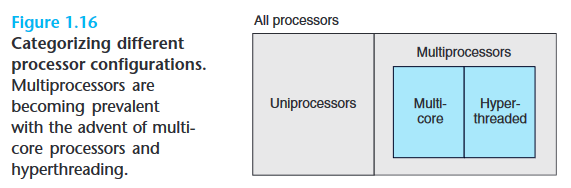 Figure 1.16
Categorizing different
processor configurations.
Multiprocessors are
becoming prevalent
with the advent of multi-
core processors and
hyperthreading.
All processors
Multiprocessors
Uniprocessors
Multi-
core
Hyper-
threaded